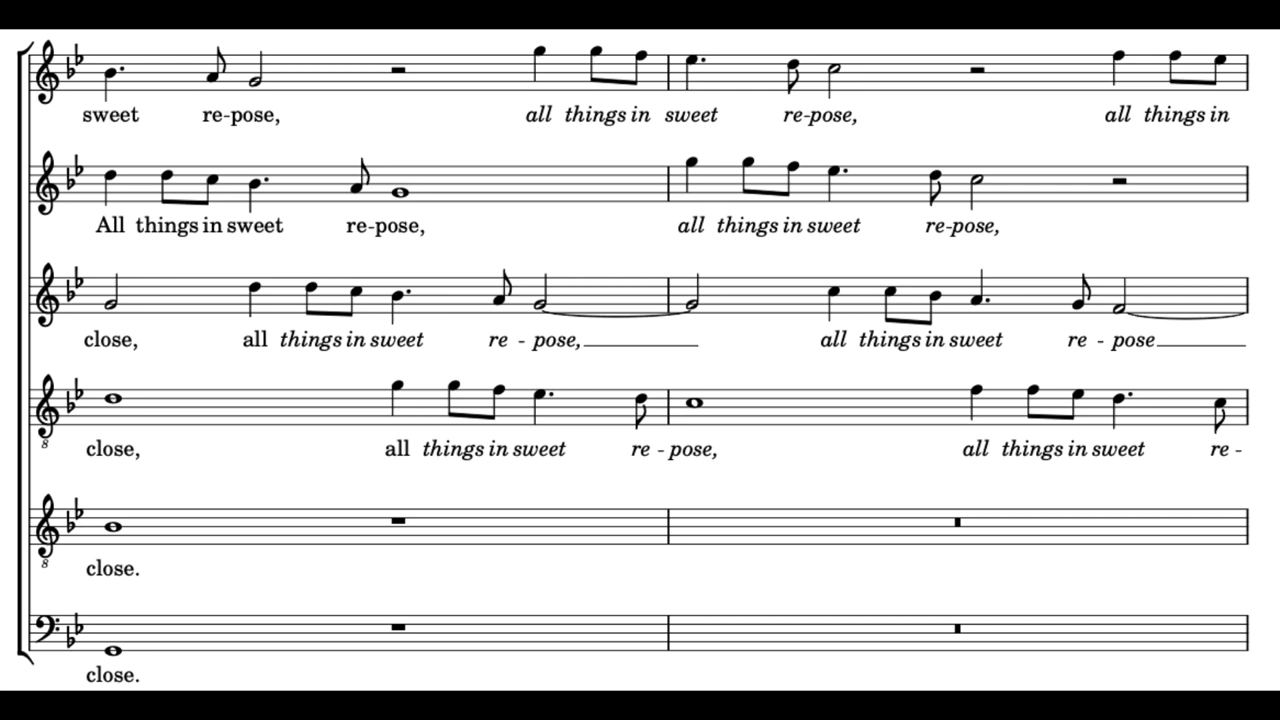 sweet re-pose, all things in sweet re-pose, all things in
All things in sweet re-pose, all things in sweet re-pose,
close, all things in sweet re - pose, all things in sweet re - pose
close, all things in sweet re - pose, all things in sweet re -
8
close.
8
close.